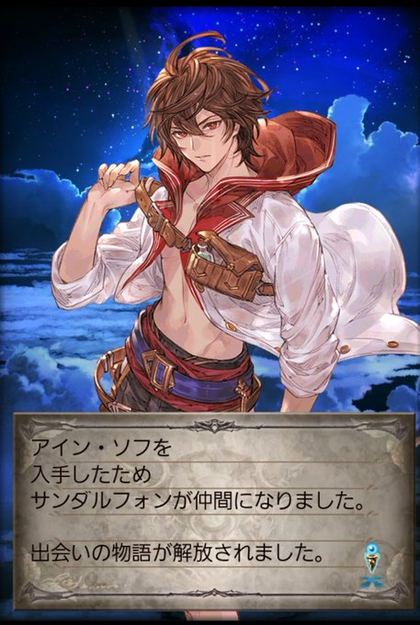 アイン・ソフを
入手したため
サンダルフォンが仲間になりました。
出会いの物語が解放されました。